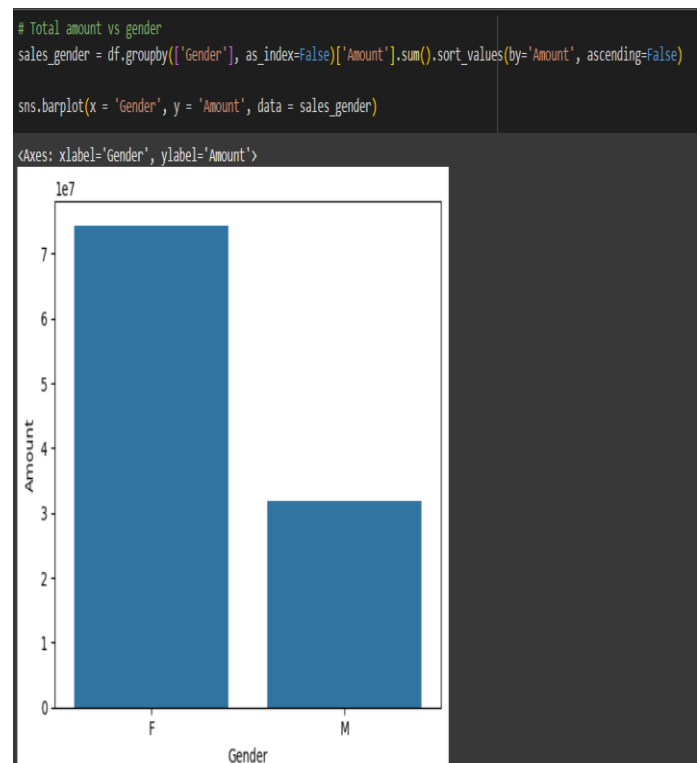 # Total amount vs gender
sales_gender = df.groupby(['Gender'], as_index=False)['Amount'].sum().sort_values(by='Amount', ascending=False)
sns.barplot(x = 'Gender', y = 'Amount', data = sales_gender)
<Axes: xlabel='Gender', ylabel='Amount'>
1e7
7
6
5
4
3
2
1
0
Amount
F
M
Gender